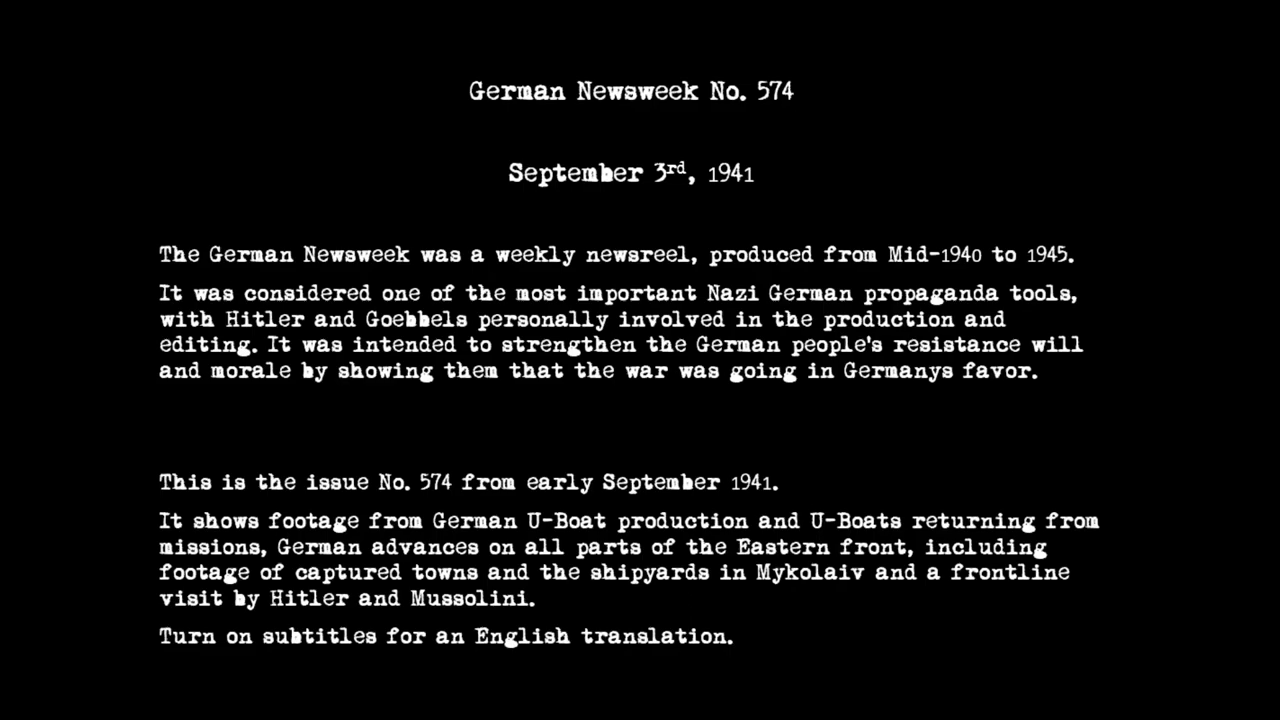 German Newsweek No. 574
September 3rd, 1941
The German Newsweek was a weekly newsreel, produced from Mid-1940 to 1945.
It was considered one of the most important Nazi German propaganda tools,
with Hitler and Goebbels personally involved in the production and
editing. It was intended to strengthen the German people's resistance will
and morale by showing them that the war was going in Germanys favor.
This is the issue No. 574 from early September 1941.
It shows footage from German U-Boat production and U-Boats returning from
missions, German advances on all parts of the Eastern front, including
footage of captured towns and the shipyards in Mykolaiv and a frontline
visit by Hitler and Mussolini.
Turn on subtitles for an English translation.